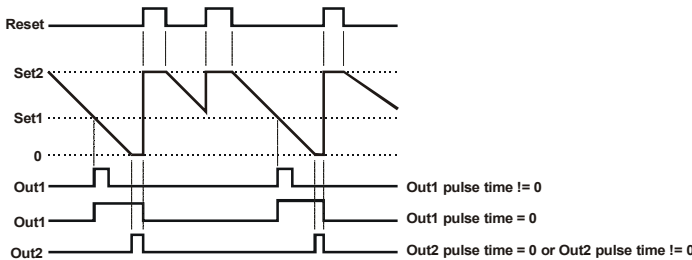 Reset
Set2
Set1
0
Out1
Out1 pulse time != 0
Out1
Out1 pulse time = 0
Out2
Out2 pulse time = 0 or Out2 pulse time != 0